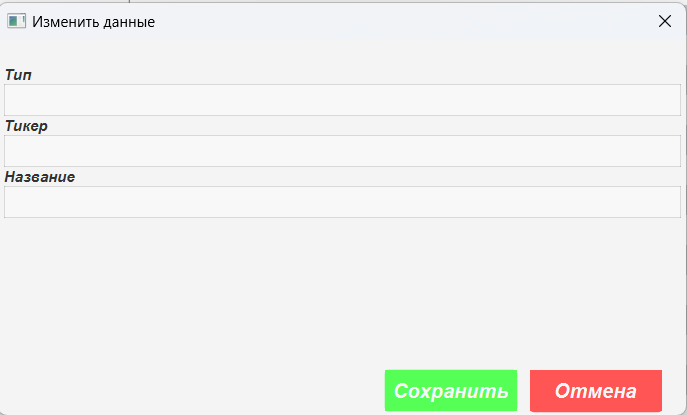 Изменить данные
Тип
Тикер
Название
Сохранить Отмена